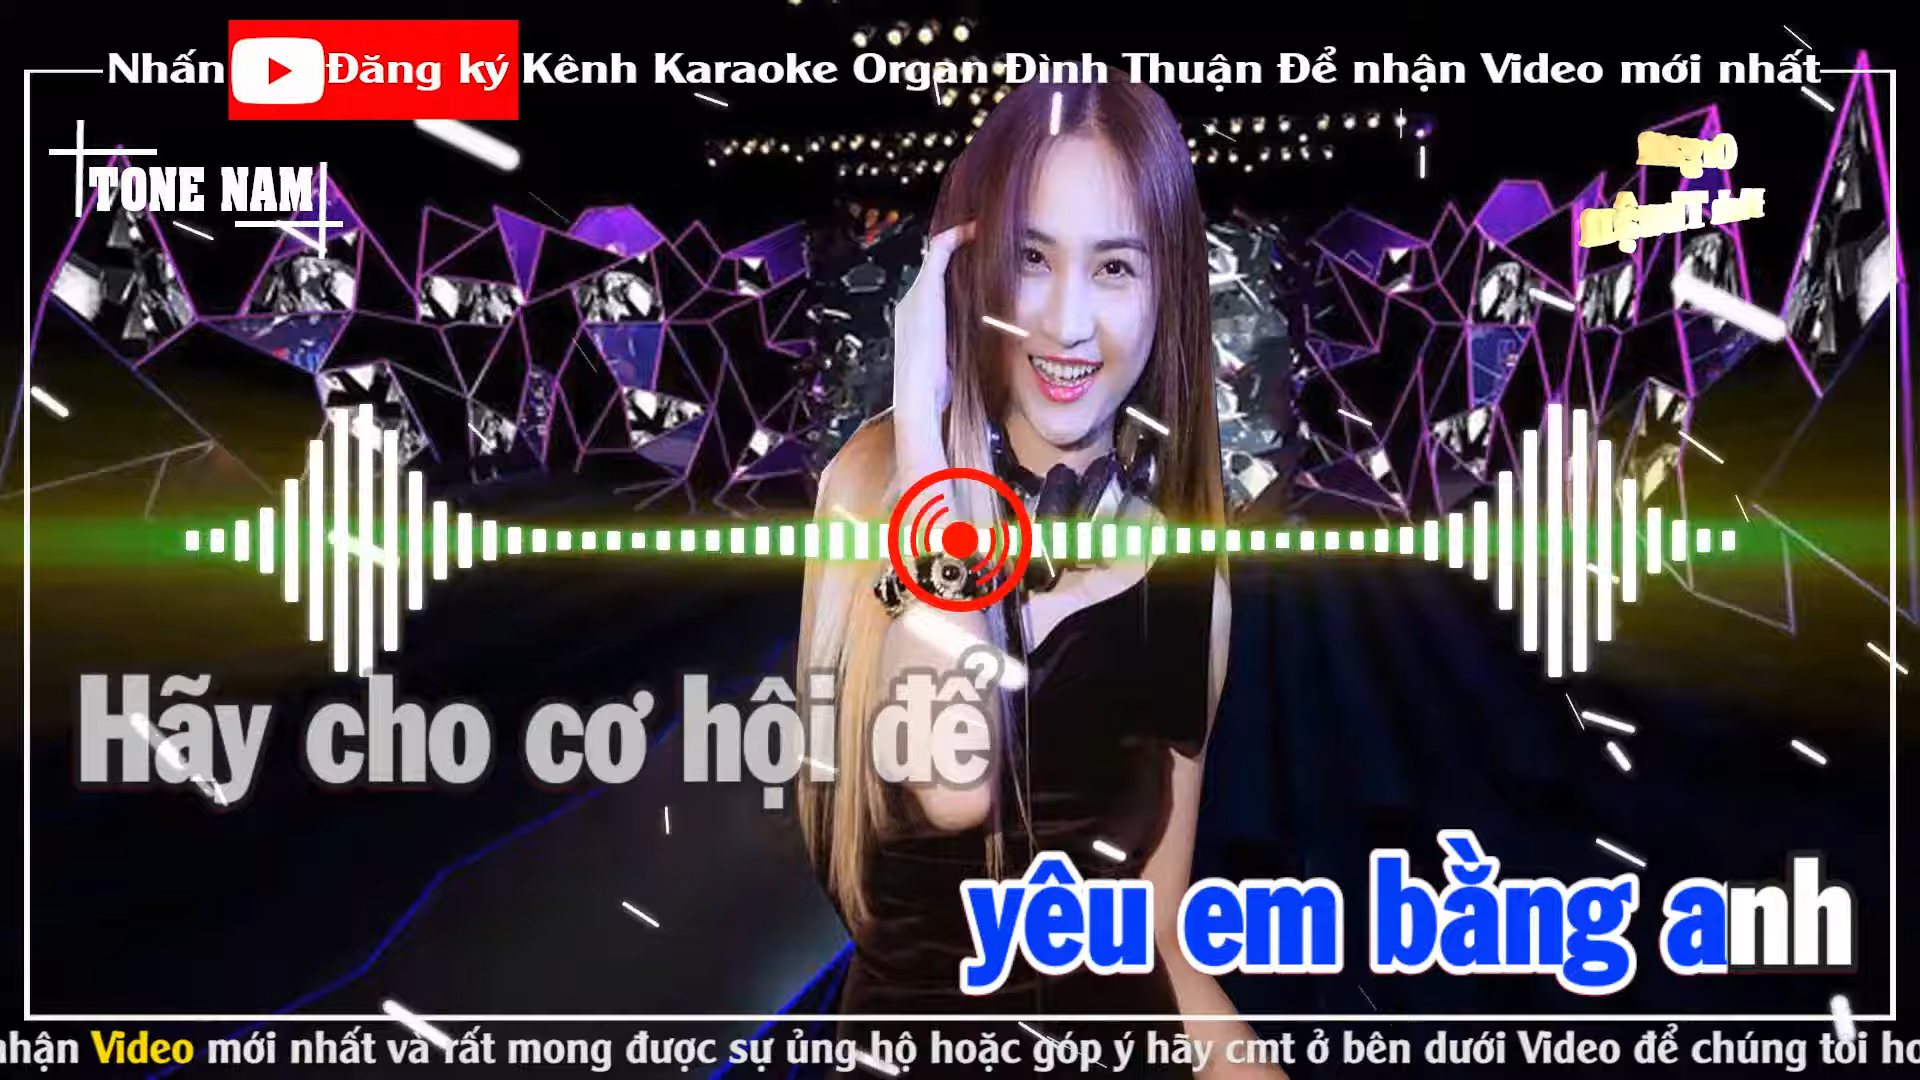 Nhấn Đăng ký Kênh Karaoke Organ Đình Thuận Để nhận Video mới nhất
TONE NAM
Hãy cho cơ hội để
yêu em bằng anh
nhận Video mới nhất và rất mong được sự ủng hộ hoặc góp ý hãy cmt ở bên dưới Video để chúng tôi